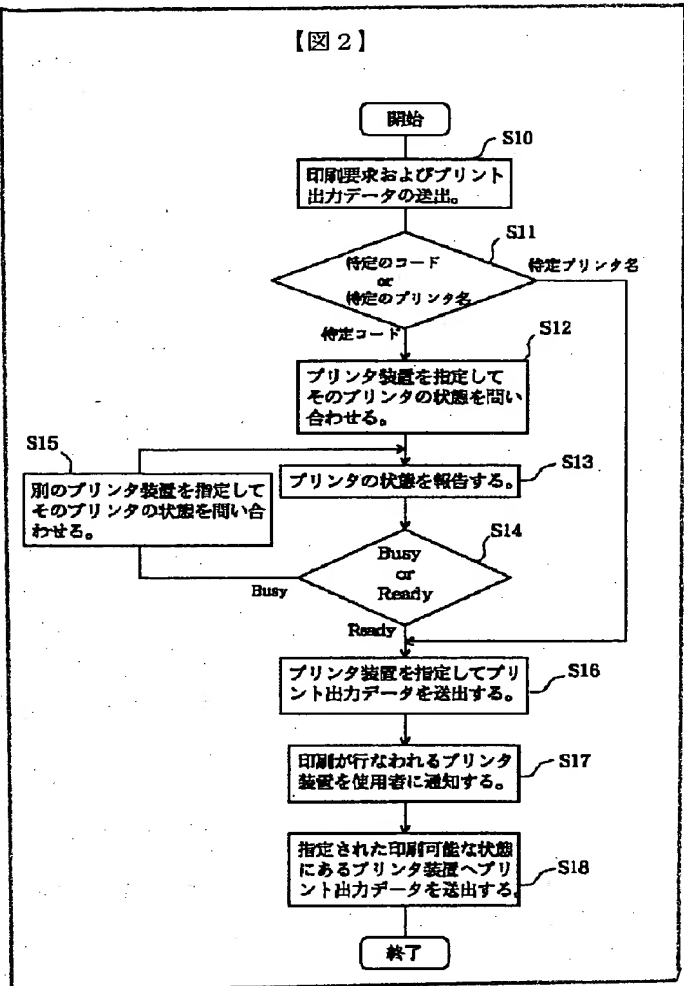 【図2】
開始
S10
印刷要求およびプリント
出力データの送出。
S11
特定のコード
or
特定のプリンタ名
特定プリンタ名
特定コード
S12
プリンタ装置を指定して
そのプリンタの状態を問い
合わせる。
S15
別のプリンタ装置を指定して
そのプリンタの状態を問い合
わせる。
S13
プリンタの状態を報告する。
S14
Busy
or
Ready
Busy
Ready
プリンタ装置を指定してプリ
ント出力データを送出する。
S16
印刷が行なわれるプリンタ
装置を使用者に通知する。
S17
指定された印刷可能な状態
にあるプリンタ装置へプリ
ント出力データを送出する。
S18
終了